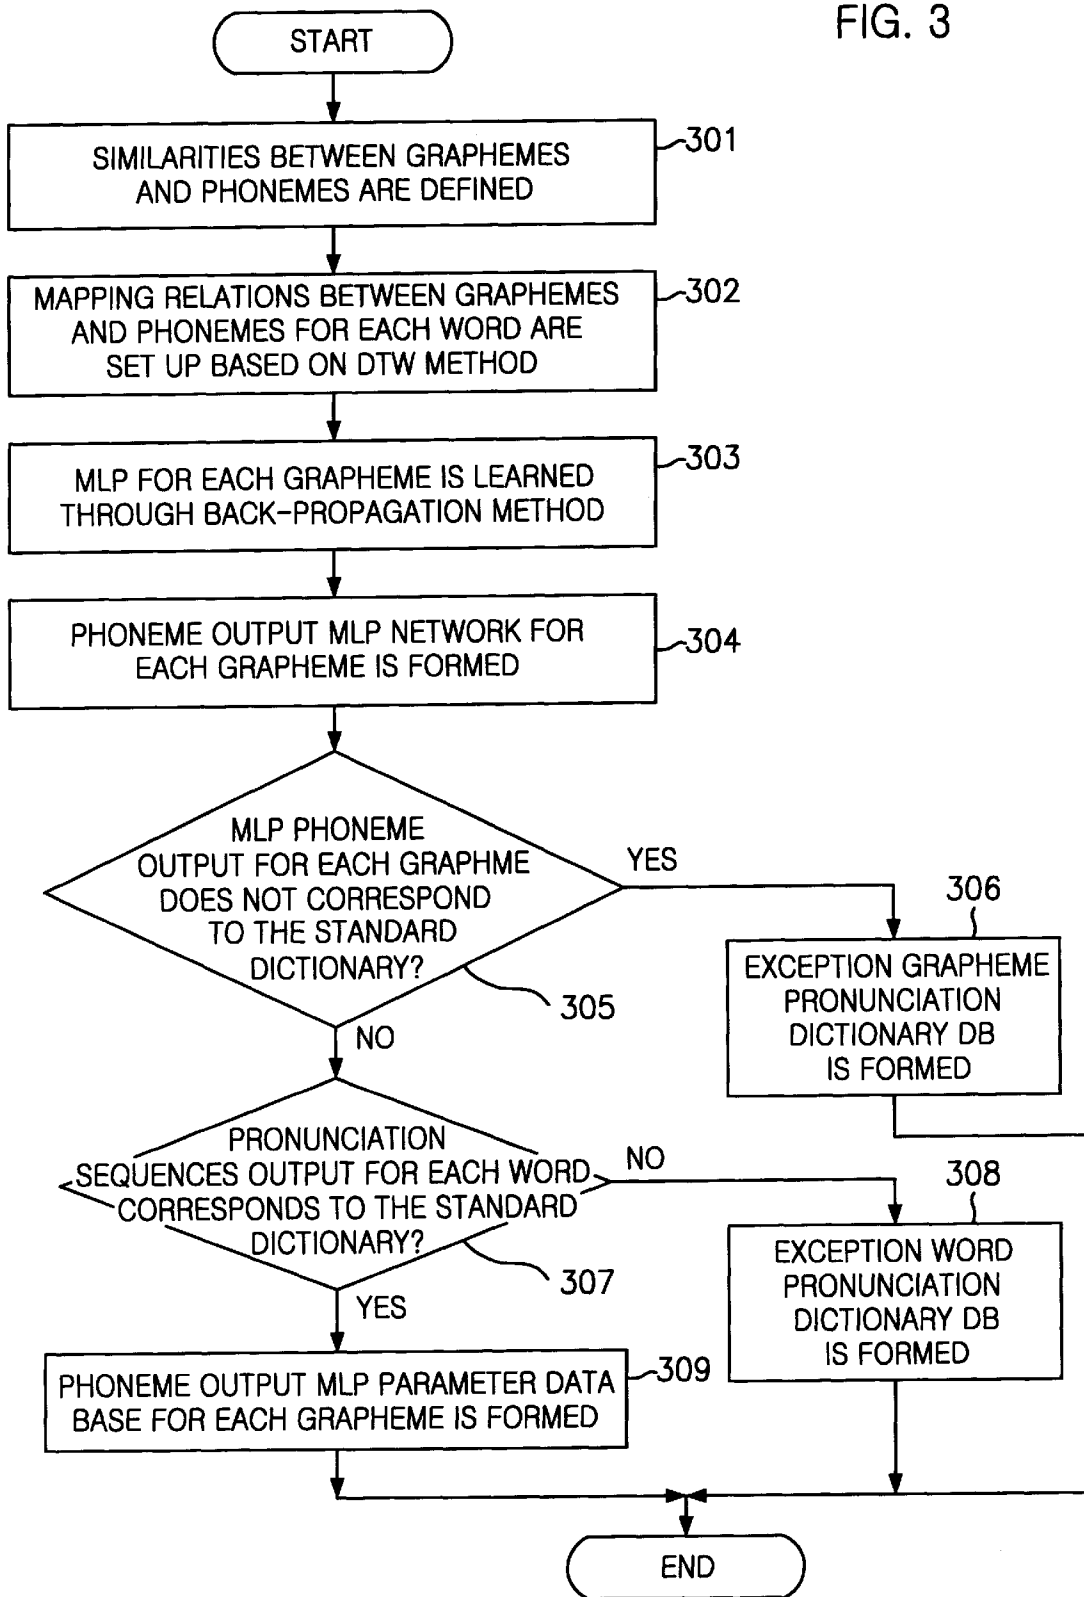 FIG. 3
START
301
SIMILARITIES BETWEEN GRAPHEMES
AND PHONEMES ARE DEFINED
302
MAPPING RELATIONS BETWEEN GRAPHEMES
AND PHONEMES FOR EACH WORD ARE
SET UP BASED ON DTW METHOD
303
MLP FOR EACH GRAPHEME IS LEARNED
THROUGH BACK-PROPAGATION METHOD
304
PHONEME OUTPUT MLP NETWORK FOR
EACH GRAPHEME IS FORMED
MLP PHONEME
OUTPUT FOR EACH GRAPHME
DOES NOT CORRESPOND
TO THE STANDARD
DICTIONARY?
305
YES
NO
306
EXCEPTION GRAPHEME
PRONUNCIATION
DICTIONARY DB
IS FORMED
PRONUNCIATION
SEQUENCES OUTPUT FOR EACH WORD
CORRESPONDS TO THE STANDARD
DICTIONARY?
307
NO
YES
308
EXCEPTION WORD
PRONUNCIATION
DICTIONARY DB
IS FORMED
309
PHONEME OUTPUT MLP PARAMETER DATA
BASE FOR EACH GRAPHEME IS FORMED
END